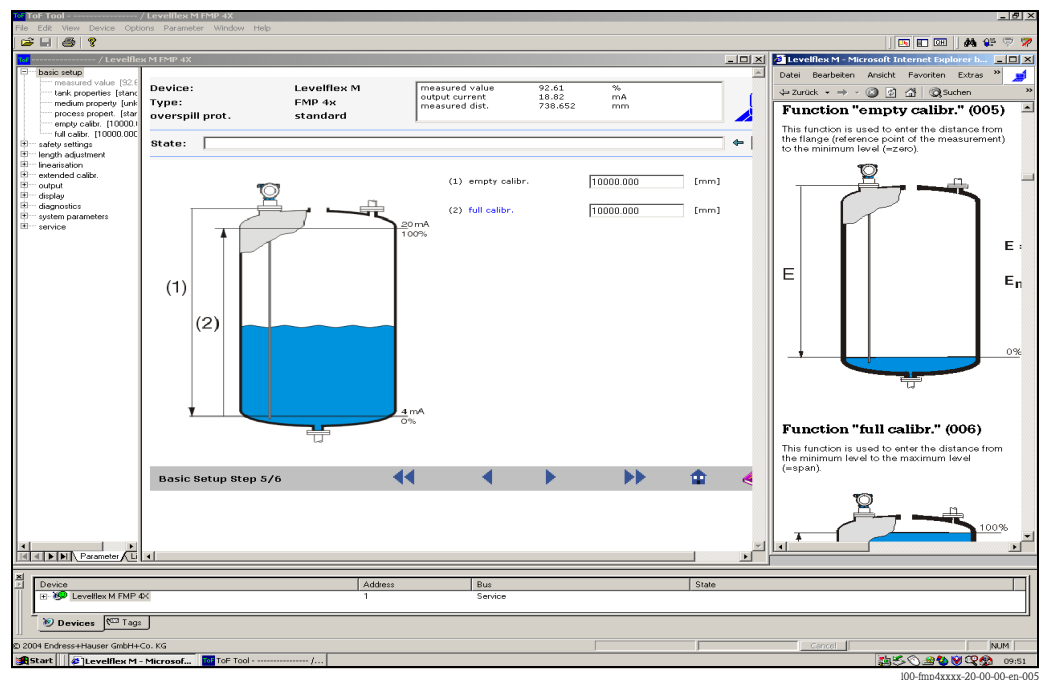 ToF Tool - ---------------- / Levelflex M FMP 4X
File Edit View Device Options Parameter Window Help
---------------- / Levelflex M FMP 4X
basic setup
measured value [92.6
tank properties [stanc
medium property [unk
process propert. [star
empty calibr. [10000.(
full calibr. [10000.000
safety settings
length adjustment
linearisation
extended calibr.
output
display
diagnostics
system parameters
service
Parameter
Device: Levelflex M
Type: FMP 4x
overspill prot. standard
measured value 92.61 %
output current 18.82 mA
measured dist. 738.652 mm
State:
(1) empty calibr. 10000.000 [mm]
(2) full calibr. 10000.000 [mm]
20 mA
100%
(1)
(2)
4 mA
0%
Basic Setup Step 5/6
Levelflex M - Microsoft Internet Explorer b...
Datei Bearbeiten Ansicht Favoriten Extras »
Zurück Suchen »
Function "empty calibr." (005)
This function is used to enter the distance from
the flange (reference point of the measurement)
to the minimum level (=zero).
E
E
E
0%
Function "full calibr." (006)
This function is used to enter the distance from
the minimum level to the maximum level
(=span).
100%
Device Address Bus State
Levelflex M FMP 4X 1 Service
Devices Tags
© 2004 Endress+Hauser GmbH+Co. KG Cancel NUM
Start Levelflex M - Microsof... ToF Tool - ---------------- /... 09:51
l00-fmp4xxxx-20-00-00-en-005